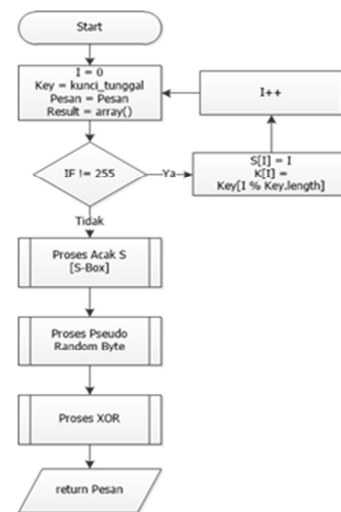 Start
I = 0
Key = kunci_tunggal
Pesan = Pesan
Result = array()
I++
IF != 255
Ya
S[I] = I
K[I] =
Key[I % Key.length]
Tidak
Proses Acak S
[S-Box]
Proses Pseudo
Random Byte
Proses XOR
return Pesan